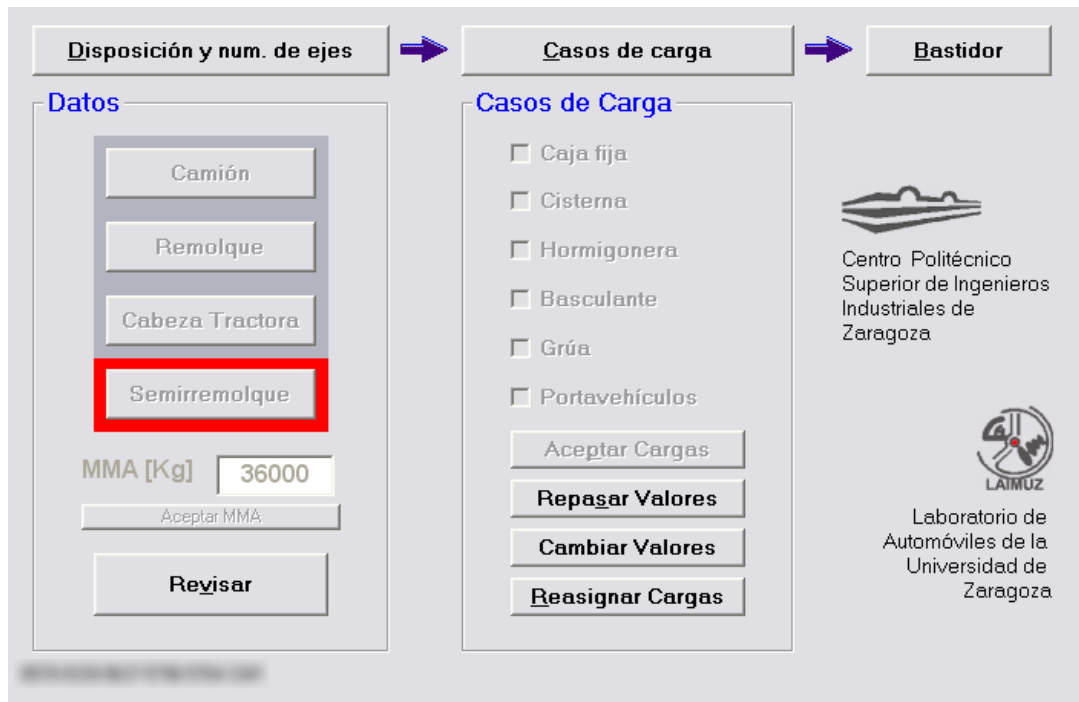 Disposición y num. de ejes
Casos de carga
Bastidor
Datos
Camión
Remolque
Cabeza Tractora
Semirremolque
MMA [Kg]
36000
Aceptar MMA
Revisar
Casos de Carga
Caja fija
Cisterna
Hormigonera
Basculante
Grúa
Portavehículos
Aceptar Cargas
Repasar Valores
Cambiar Valores
Reasignar Cargas
Centro Politécnico
Superior de Ingenieros
Industriales de
Zaragoza
LAIMUZ
Laboratorio de
Automóviles de la
Universidad de
Zaragoza